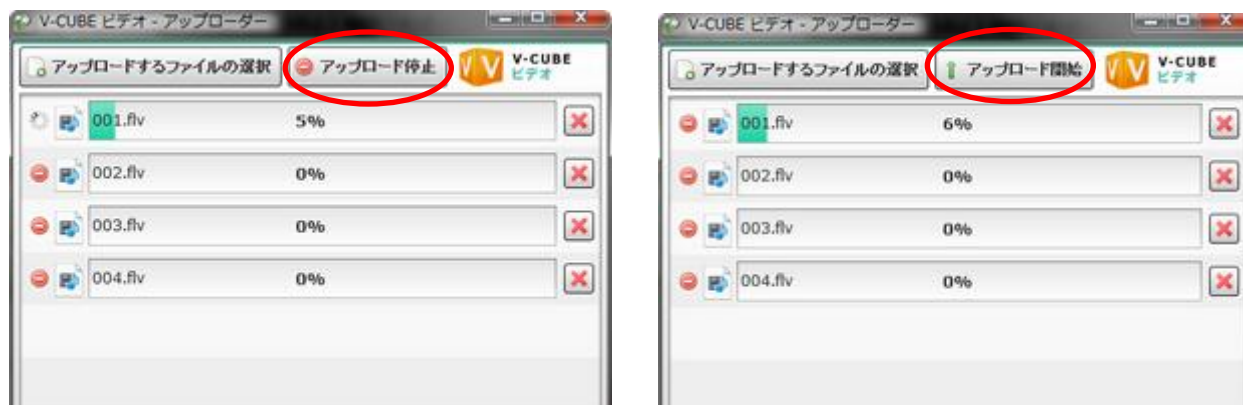 V-CUBE ビデオ - アップローダー
アップロードするファイルの選択
アップロード停止
V-CUBE
ビデオ
001.flv 5%
002.flv 0%
003.flv 0%
004.flv 0%
V-CUBE ビデオ - アップローダー
アップロードするファイルの選択
アップロード開始
V-CUBE
ビデオ
001.flv 6%
002.flv 0%
003.flv 0%
004.flv 0%